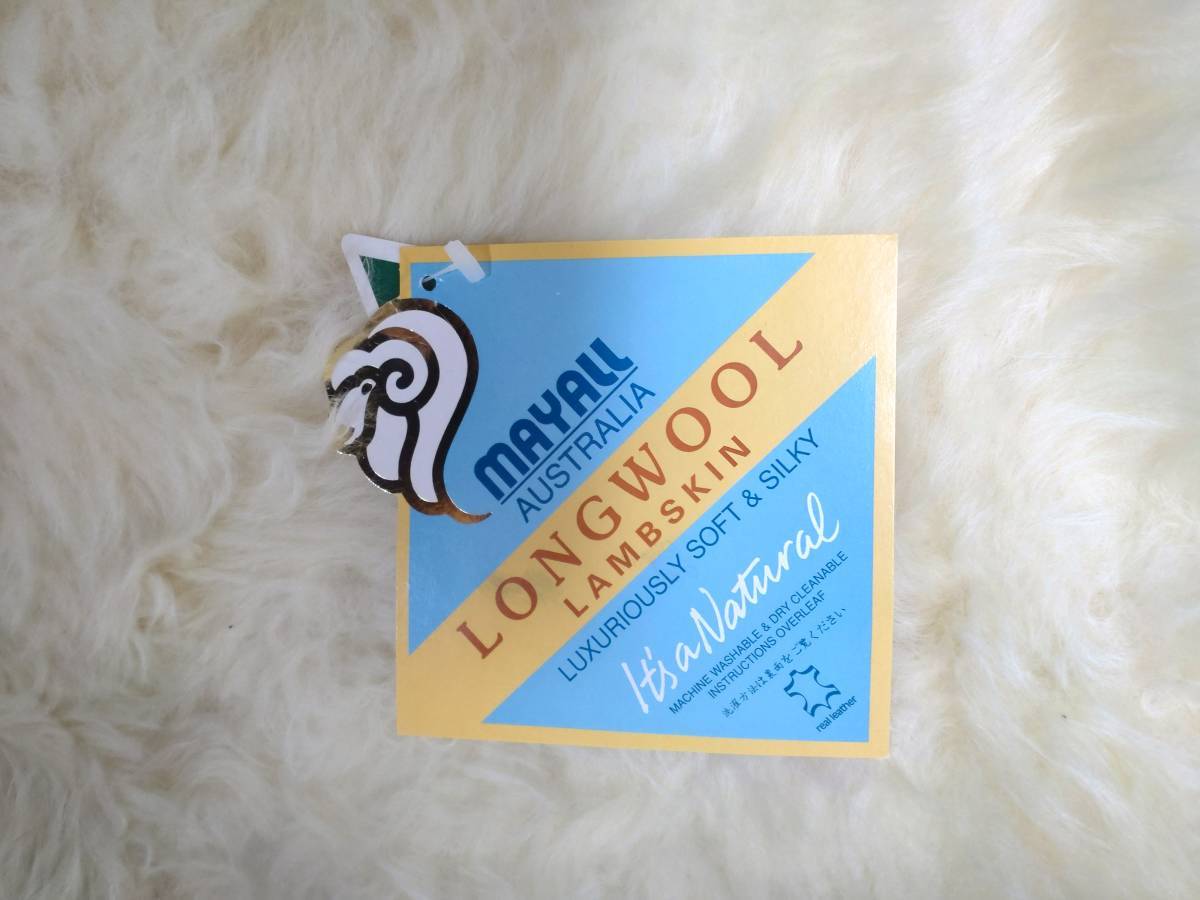 MAYALL
AUSTRALIA
LONGWOOL
LAMBSKIN
LUXURIOUSLY SOFT & SILKY
It's a Natural
MACHINE WASHABLE & DRY CLEANABLE
INSTRUCTIONS OVERLEAF
洗濯方法は裏面をご覧ください
real leather